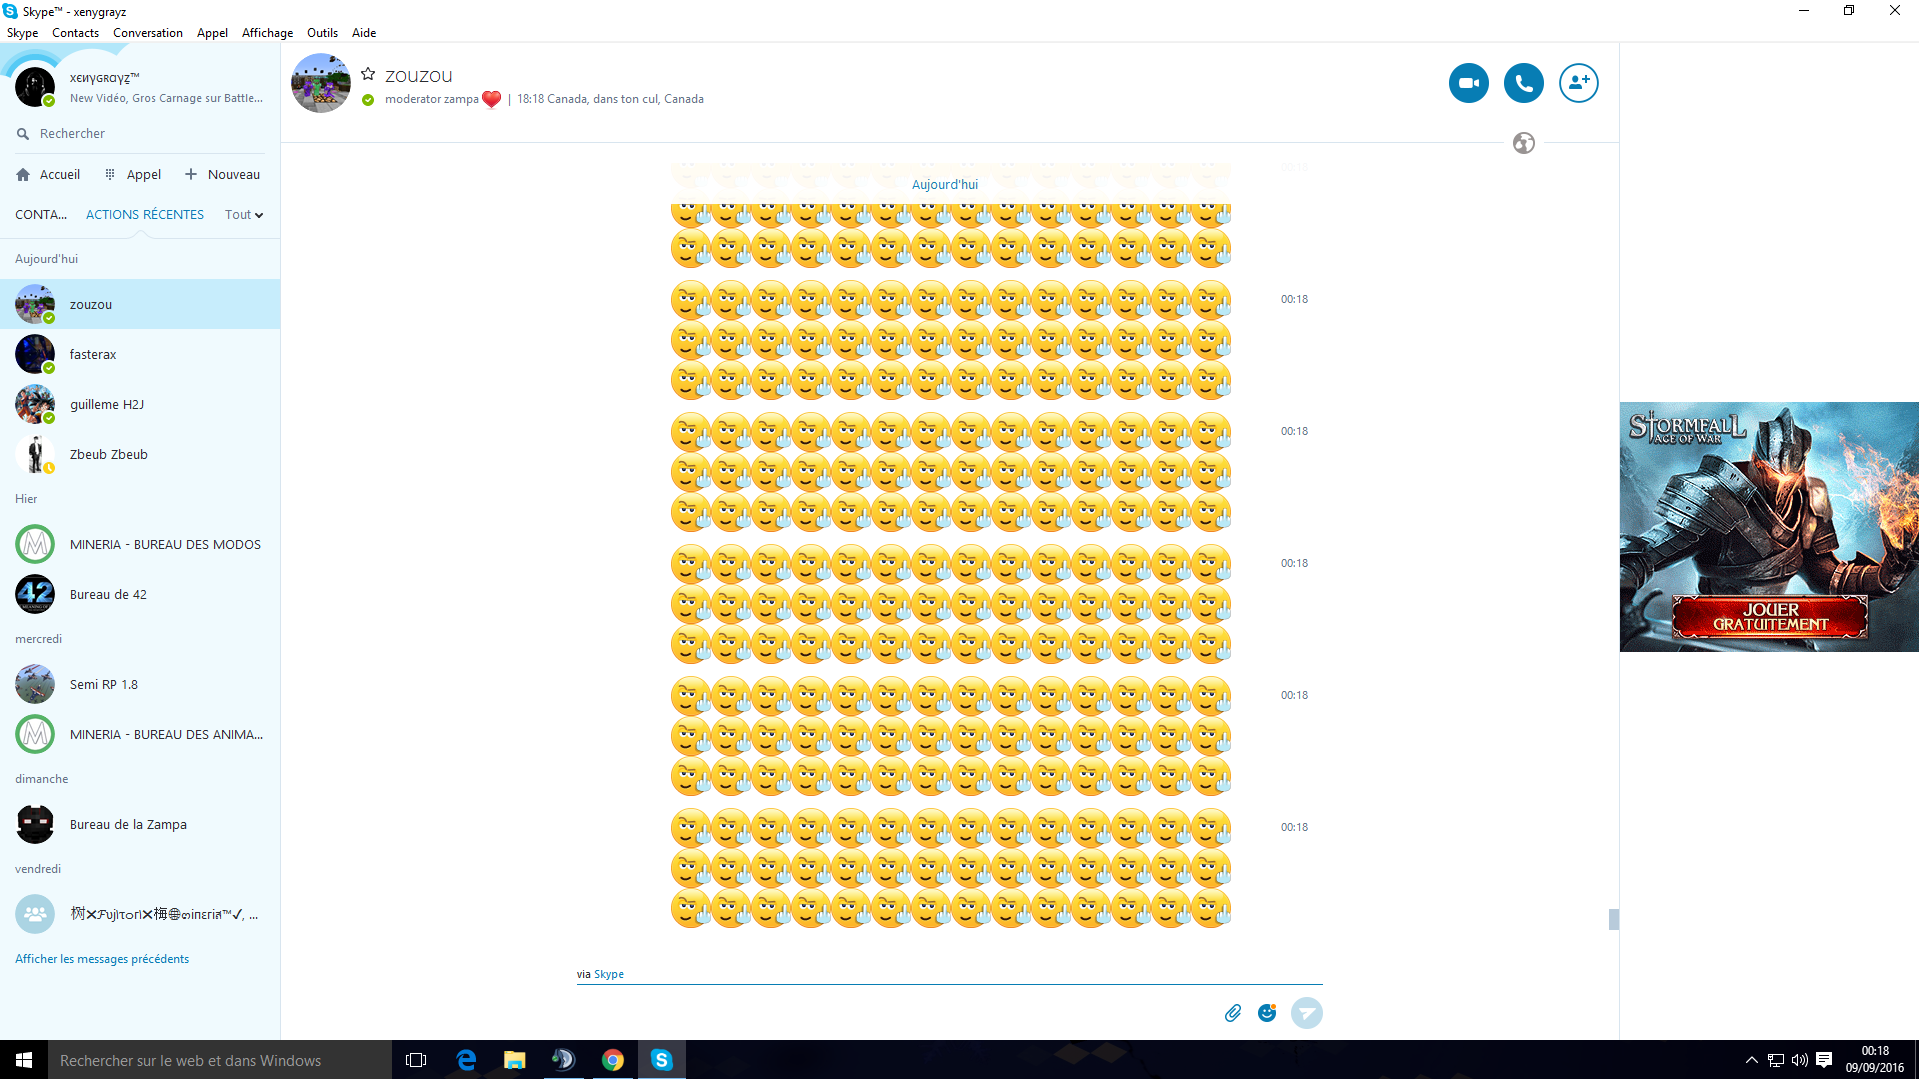 Skype™ - xenygrayz
Skype Contacts Conversation Appel Affichage Outils Aide
New Vidéo, Gros Carnage sur Battle...
Rechercher
Accueil Appel Nouveau
CONTA... ACTIONS RÉCENTES Tout
Aujourd'hui
zouzou
fasterax
guilleme H2J
Zbeub Zbeub
Hier
MINERIA - BUREAU DES MODOS
42
Bureau de 42
mercredi
Semi RP 1.8
MINERIA - BUREAU DES ANIMA...
dimanche
Bureau de la Zampa
vendredi
Afficher les messages précédents
zouzou
moderator zampa | 18:18 Canada, dans ton cul, Canada
Aujourd'hui
00:18
00:18
00:18
00:18
00:18
via Skype
STORMFALL
AGE OF WAR
JOUER
GRATUITEMENT
Rechercher sur le web et dans Windows
00:18
09/09/2016